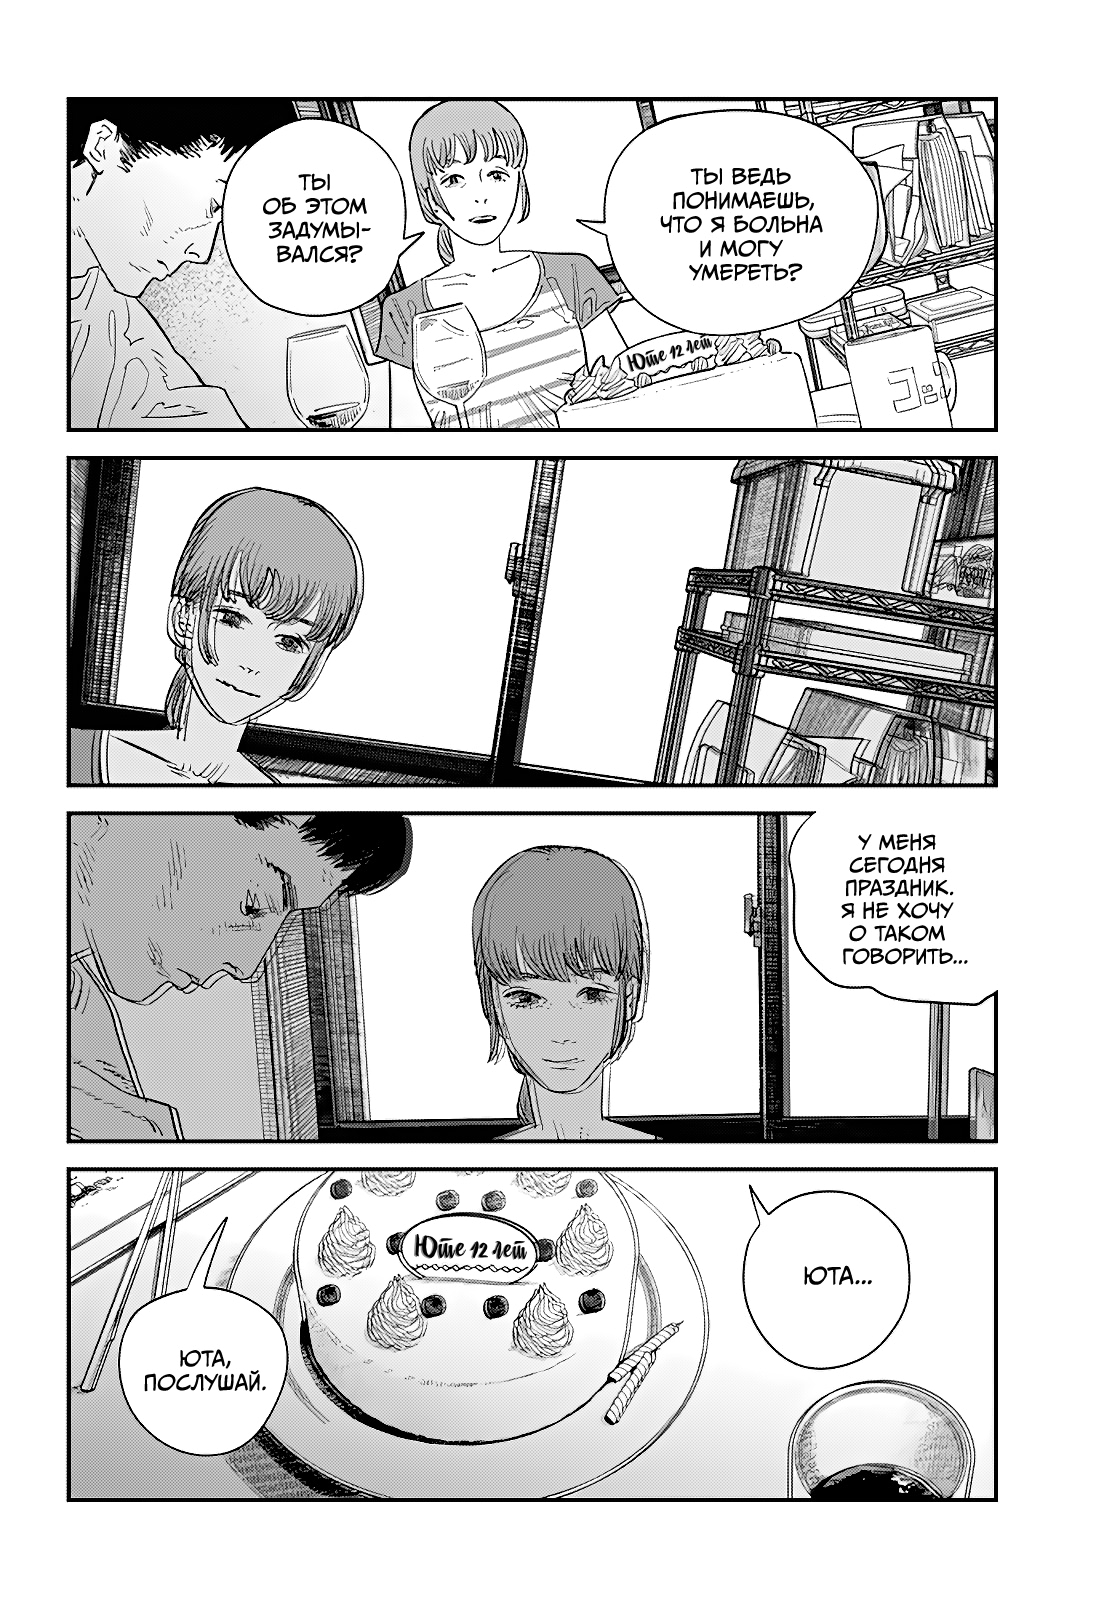 ТЫ ВЕДЬ
ПОНИМАЕШЬ,
ЧТО Я БОЛЬНА
И МОГУ
УМЕРЕТЬ?
ТЫ
ОБ ЭТОМ
ЗАДУМЫ-
ВАЛСЯ?
Юте 12 лет
У МЕНЯ
СЕГОДНЯ
ПРАЗДНИК.
Я НЕ ХОЧУ
О ТАКОМ
ГОВОРИТЬ...
ЮТА...
Юте 12 лет
ЮТА,
ПОСЛУШАЙ.